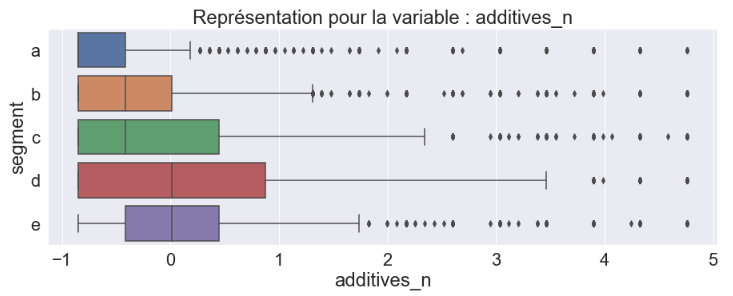 Représentation pour la variable : additives_n
segment
a
b
c
d
e
−1 0 1 2 3 4 5
additives_n